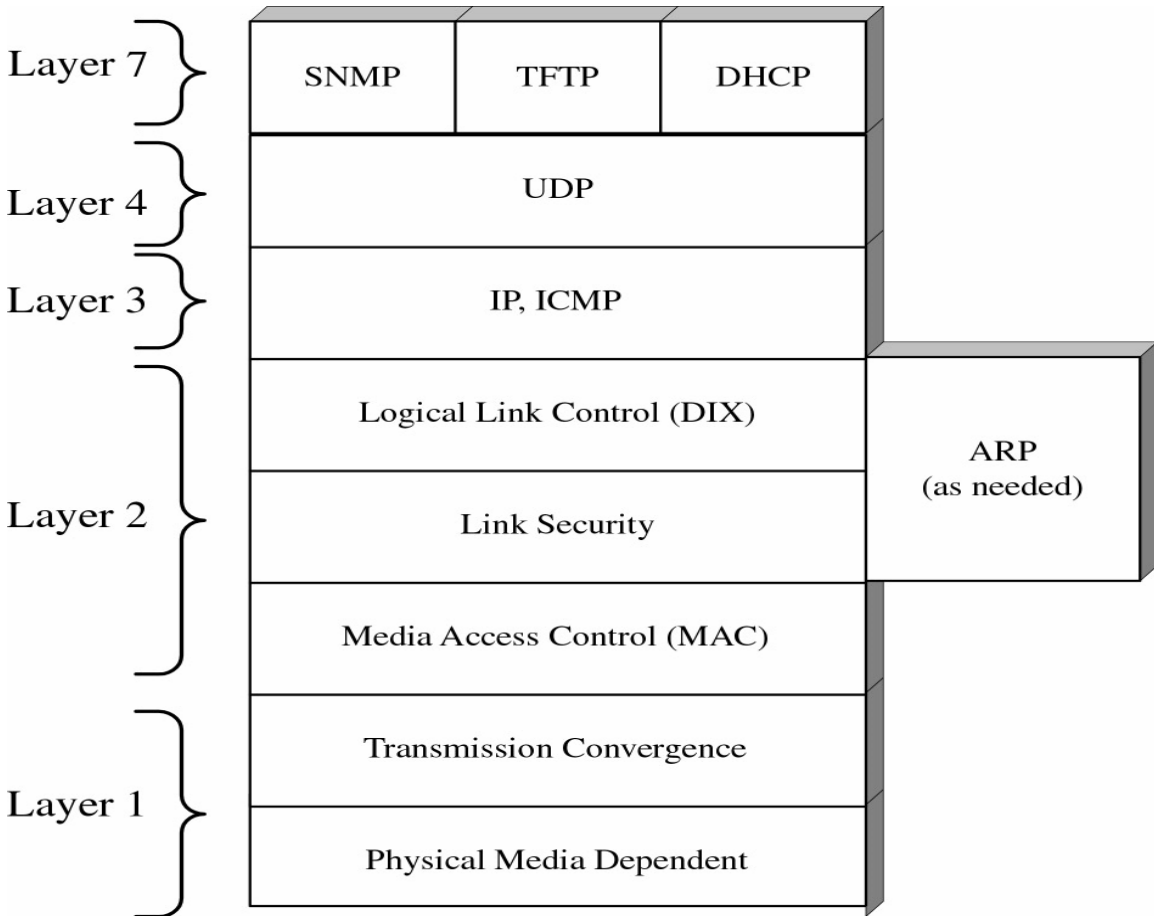 Layer 7
SNMP
TFTP
DHCP
Layer 4
UDP
Layer 3
IP, ICMP
Layer 2
Logical Link Control (DIX)
ARP
(as needed)
Link Security
Media Access Control (MAC)
Layer 1
Transmission Convergence
Physical Media Dependent